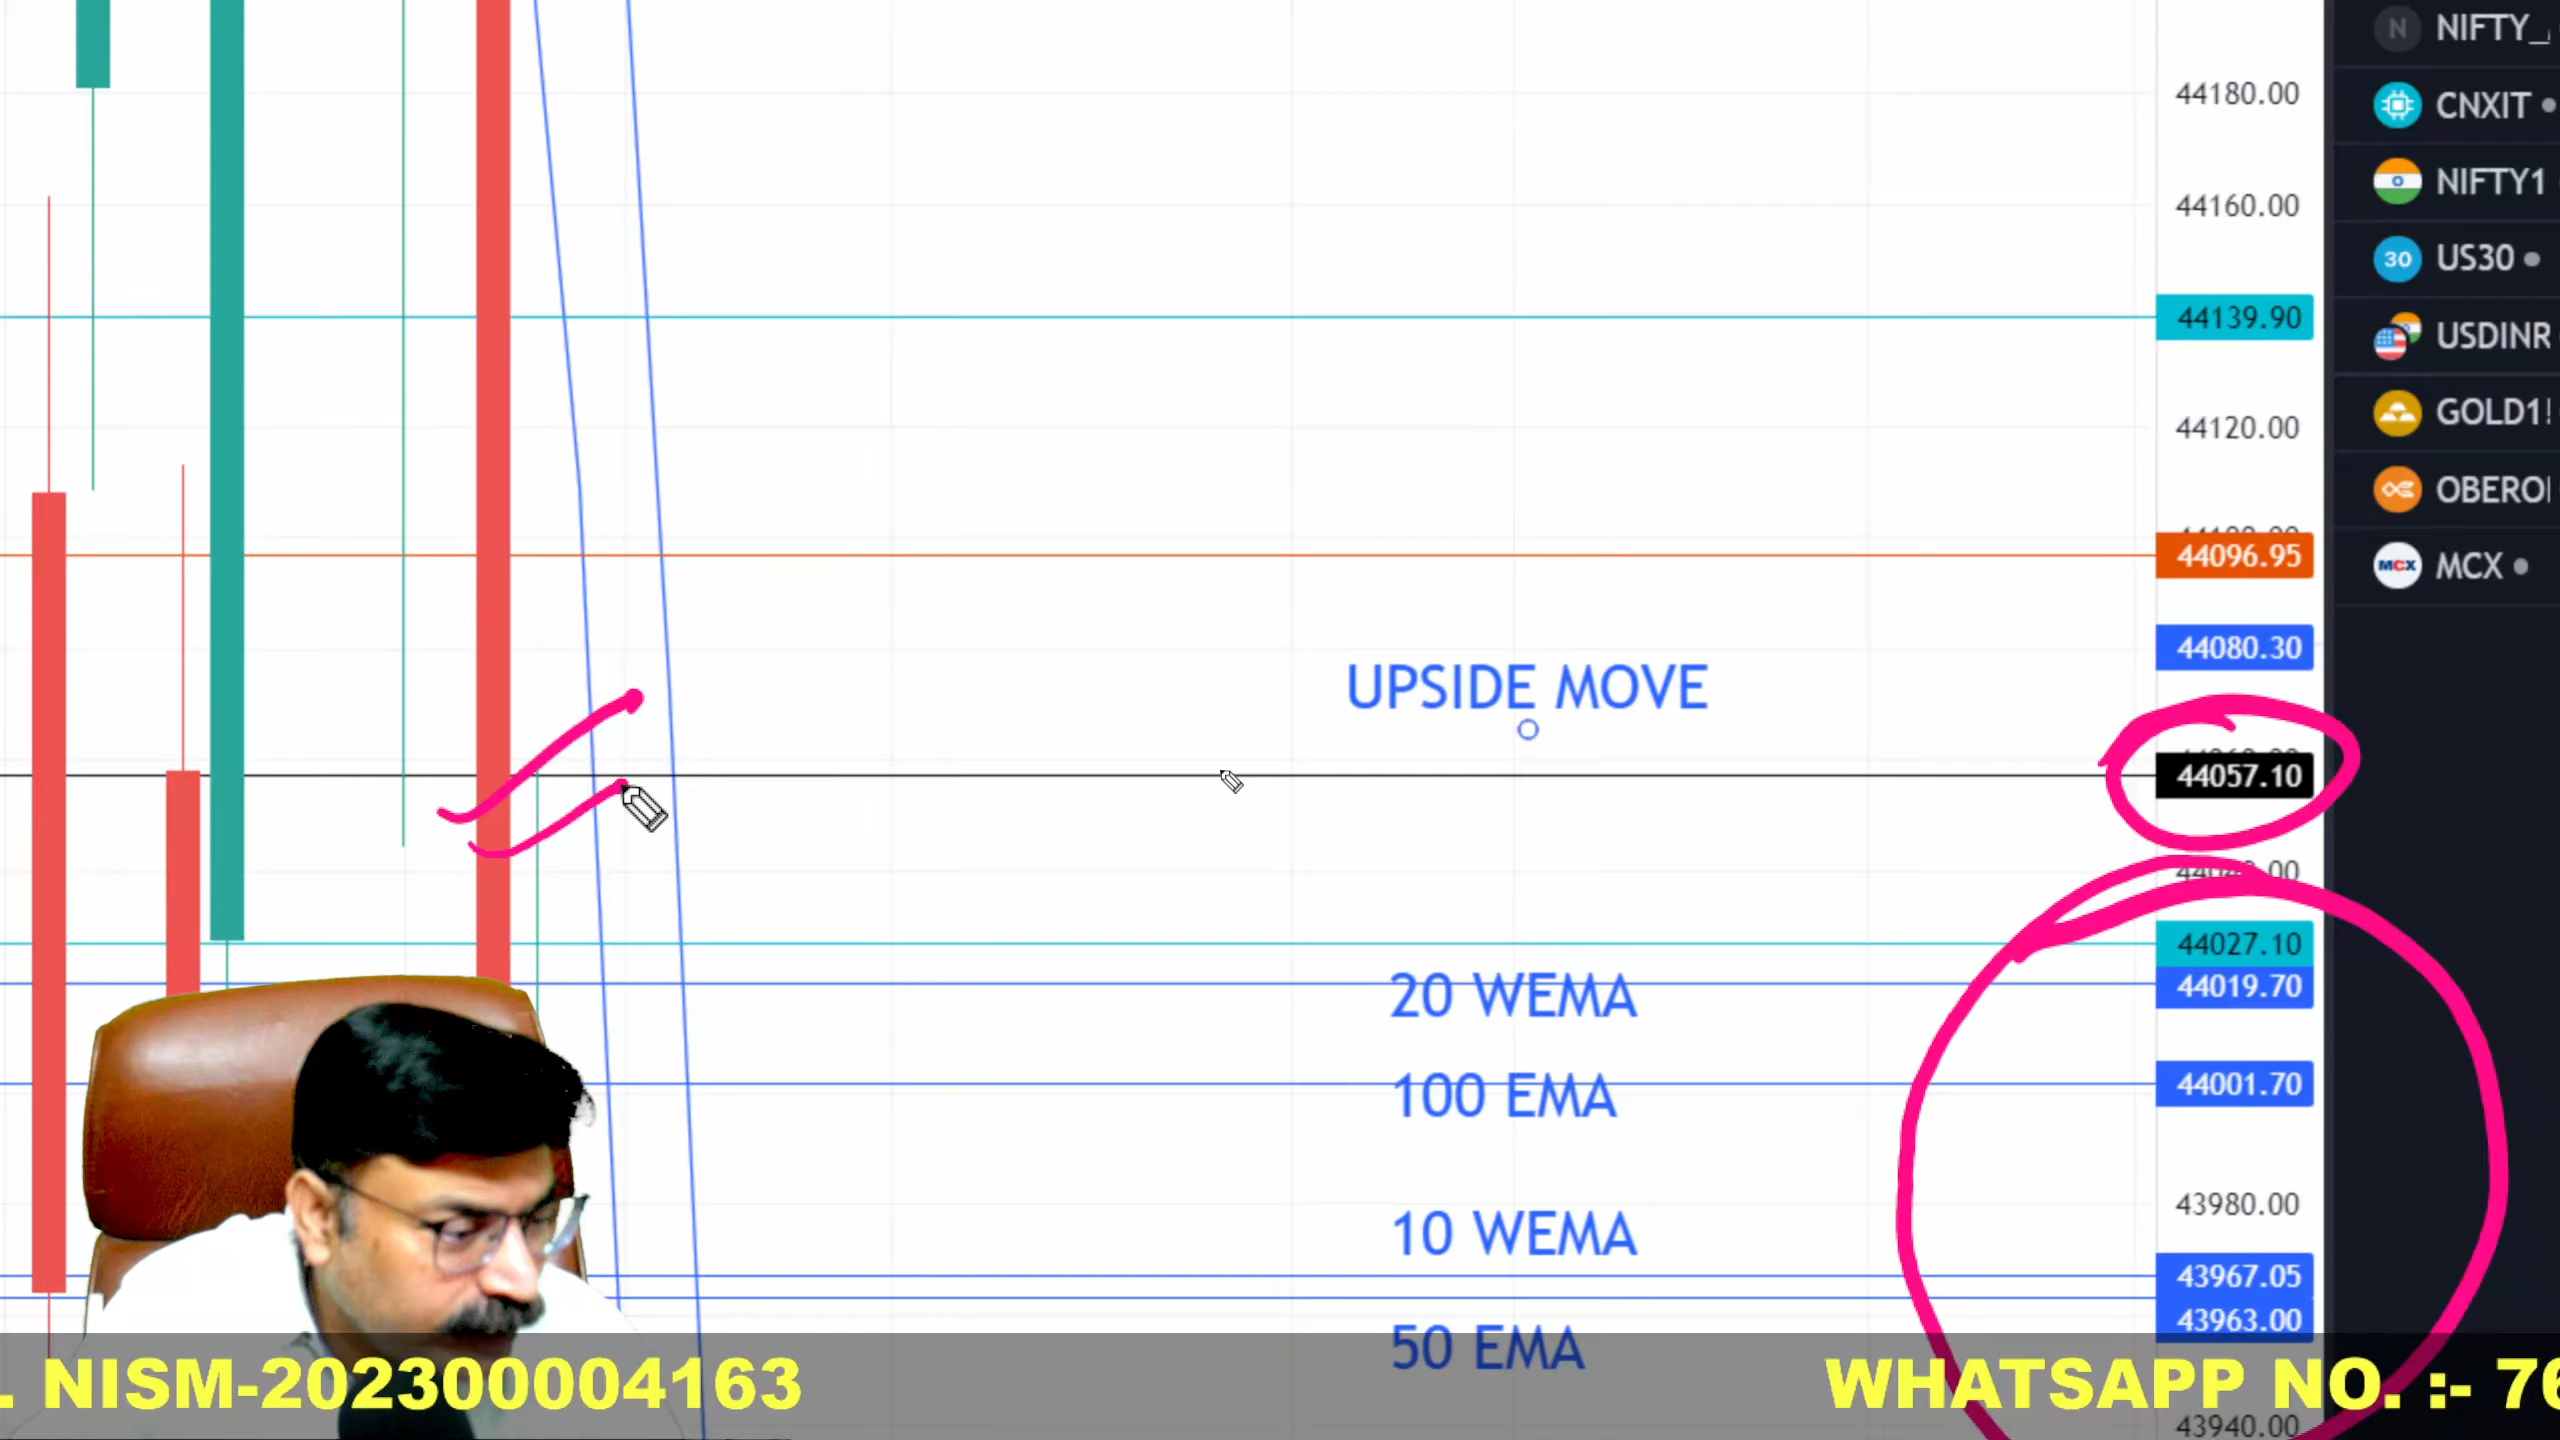 NIFTY_
44180.00
CNXIT
44160.00
NIFTY1
30 US30
44139.90
USDINR
44120.00
GOLD1!
OBEROI
44096.95
MCX MCX
44080.30
UPSIDE MOVE
44057.10
44027.10
20 WEMA
44019.70
100 EMA
44001.70
43980.00
10 WEMA
43967.05
43963.00
50 EMA
. NISM-202300004163
WHATSAPP NO. :- 76
43940.00